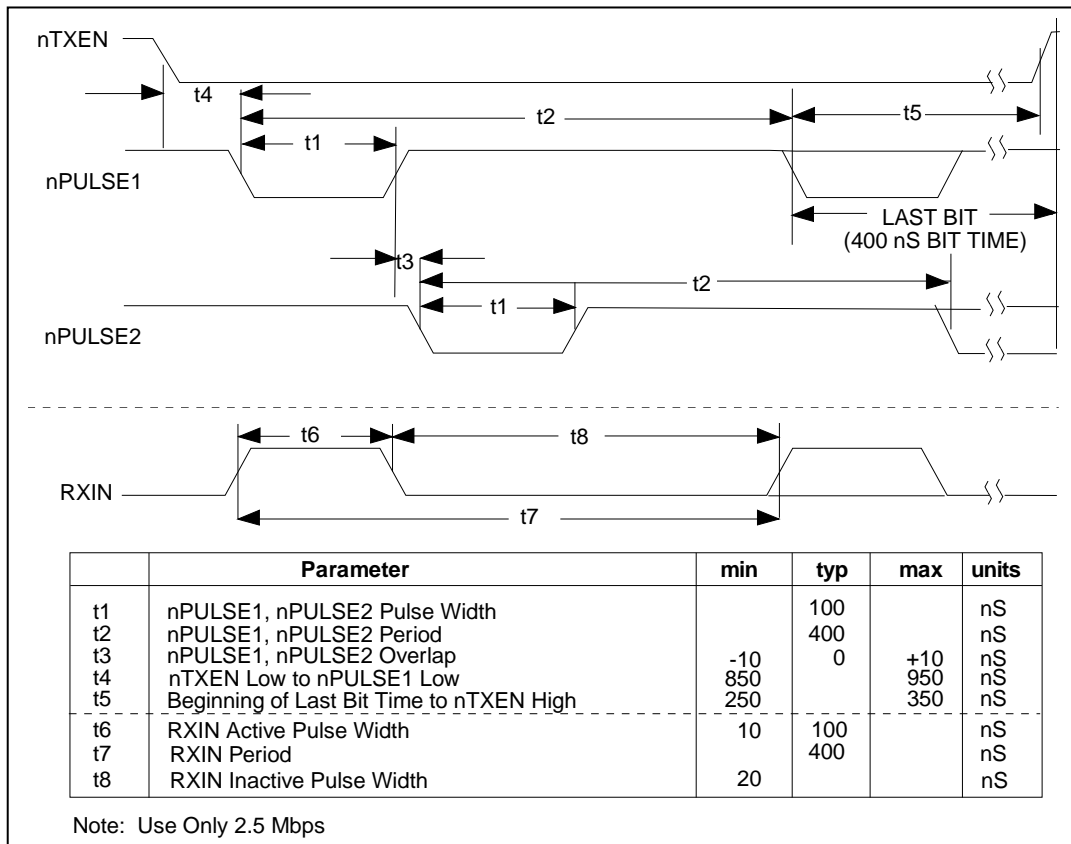 nTXEN
t4
t2
t5
t1
nPULSE1
LAST BIT
(400 nS BIT TIME)
t3
t2
t1
nPULSE2
t6
t8
RXIN
t7
Parameter min typ max units
t1 nPULSE1, nPULSE2 Pulse Width 100 nS
t2 nPULSE1, nPULSE2 Period 400 nS
t3 nPULSE1, nPULSE2 Overlap -10 0 +10 nS
t4 nTXEN Low to nPULSE1 Low 850 950 nS
t5 Beginning of Last Bit Time to nTXEN High 250 350 nS
t6 RXIN Active Pulse Width 10 100 nS
t7 RXIN Period 400 nS
t8 RXIN Inactive Pulse Width 20 nS
Note: Use Only 2.5 Mbps